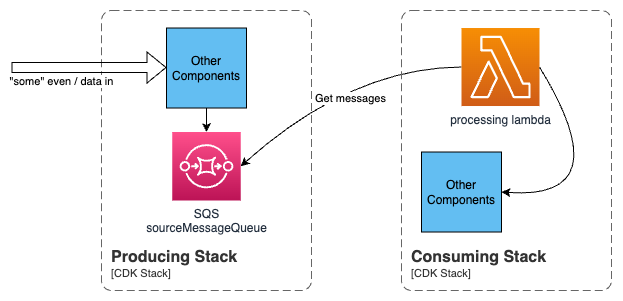 "some" even / data in
Other
Components
SQS
sourceMessageQueue
Producing Stack
[CDK Stack]
Get messages
processing lambda
Other
Components
Consuming Stack
[CDK Stack]